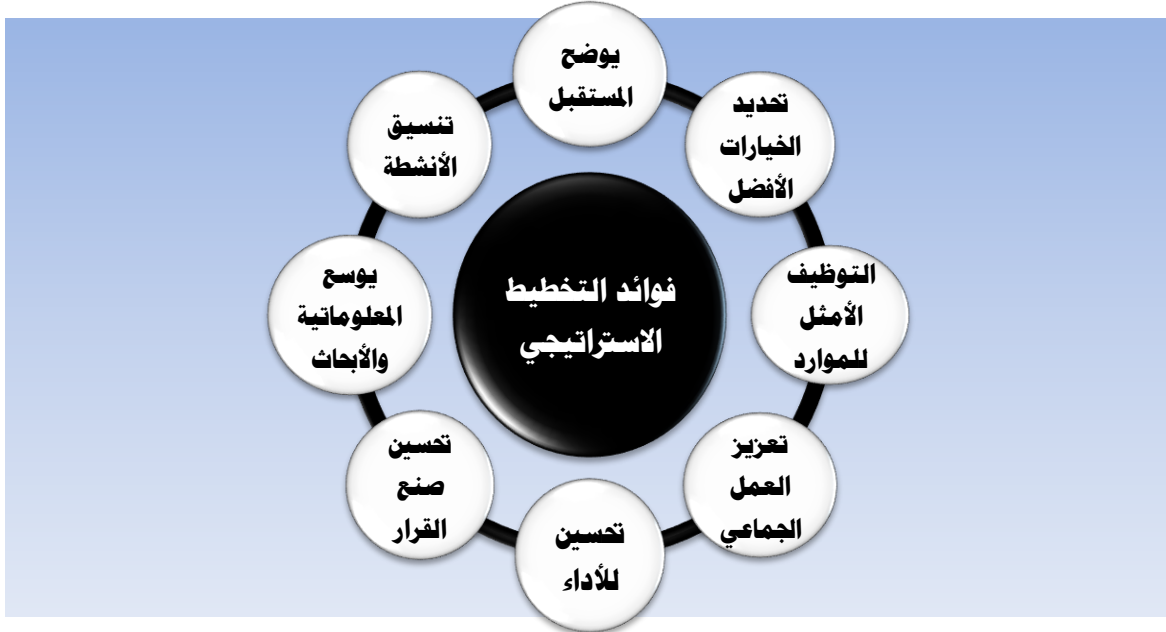 فوائد التخطيط
الاستراتيجي
يوضح
المستقبل
تحديد
الخيارات
الأفضل
التوظيف
الأمثل
للموارد
تعزيز
العمل
الجماعي
تحسين
للأداء
تحسين
صنع
القرار
يوسع
المعلوماتية
والأبحاث
تنسيق
الأنشطة